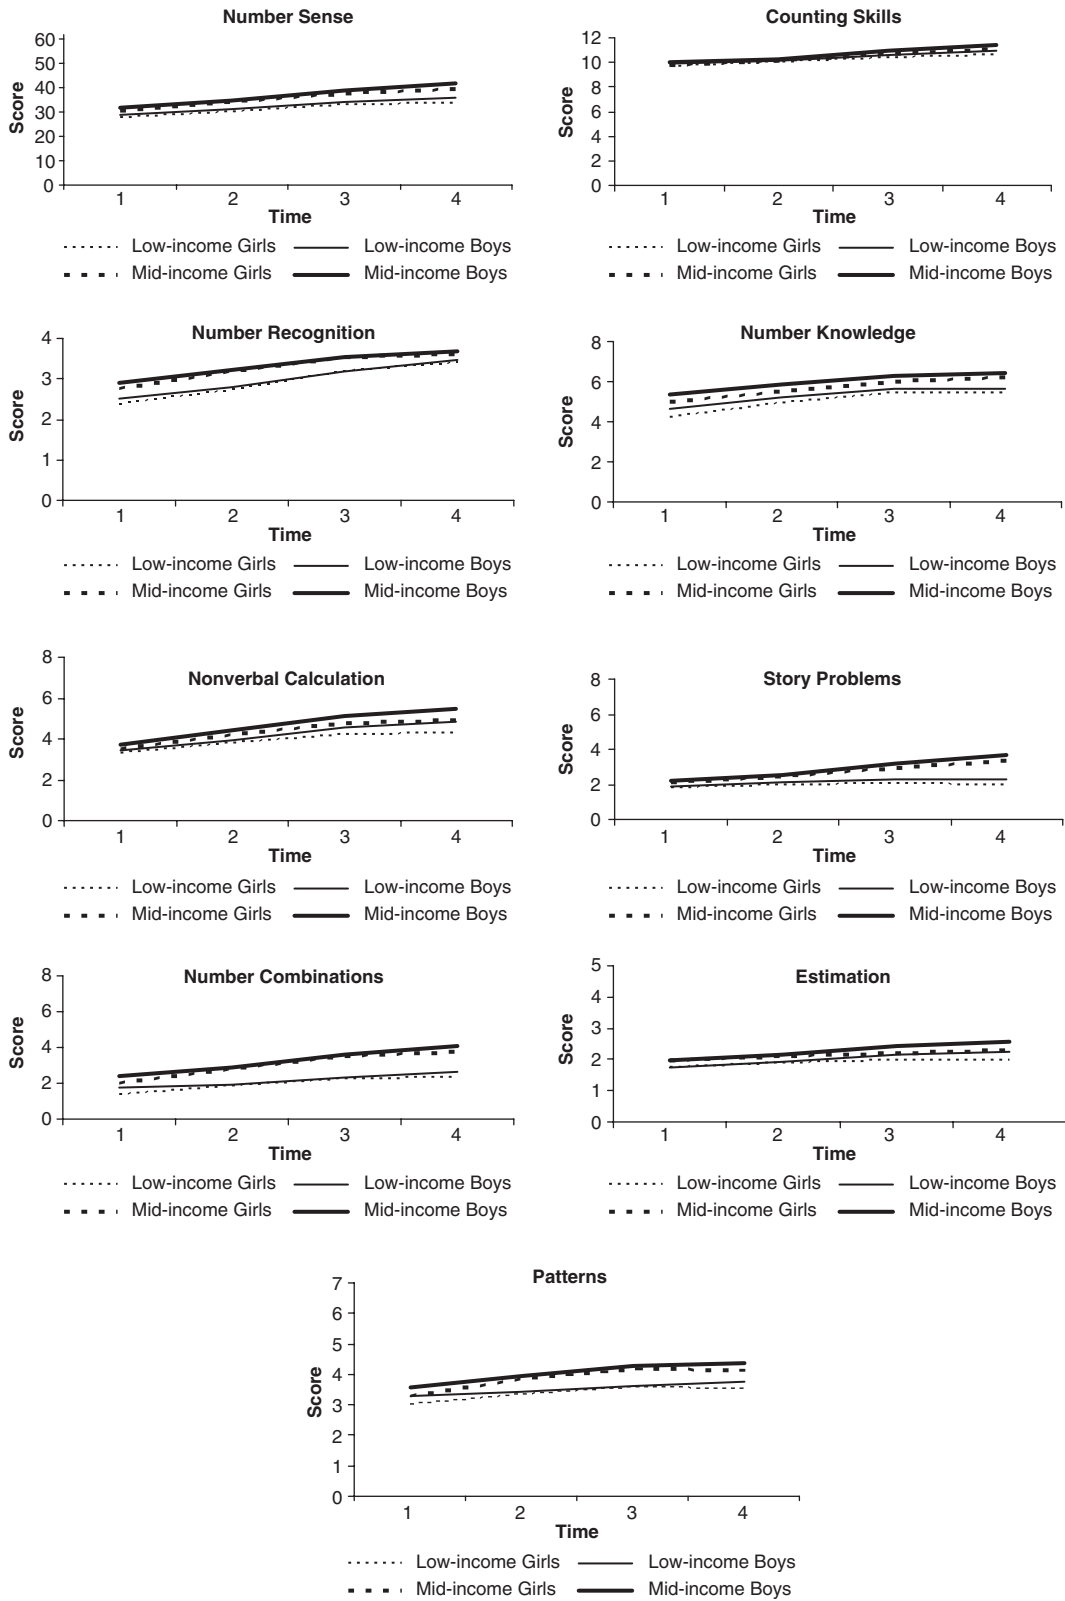 Number Sense
60
50
40
30
20
10
0
Score
1 2 3 4
Time
Low-income Girls Low-income Boys
Mid-income Girls Mid-income Boys
Counting Skills
12
10
8
6
4
2
0
Score
1 2 3 4
Time
Low-income Girls Low-income Boys
Mid-income Girls Mid-income Boys
Number Recognition
4
3
2
1
0
Score
1 2 3 4
Time
Low-income Girls Low-income Boys
Mid-income Girls Mid-income Boys
Number Knowledge
8
6
4
2
0
Score
1 2 3 4
Time
Low-income Girls Low-income Boys
Mid-income Girls Mid-income Boys
Nonverbal Calculation
8
6
4
2
0
Score
1 2 3 4
Time
Low-income Girls Low-income Boys
Mid-income Girls Mid-income Boys
Story Problems
8
6
4
2
0
Score
1 2 3 4
Time
Low-income Girls Low-income Boys
Mid-income Girls Mid-income Boys
Number Combinations
8
6
4
2
0
Score
1 2 3 4
Time
Low-income Girls Low-income Boys
Mid-income Girls Mid-income Boys
Estimation
5
4
3
2
1
0
Score
1 2 3 4
Time
Low-income Girls Low-income Boys
Mid-income Girls Mid-income Boys
Patterns
7
6
5
4
3
2
1
0
Score
1 2 3 4
Time
Low-income Girls Low-income Boys
Mid-income Girls Mid-income Boys